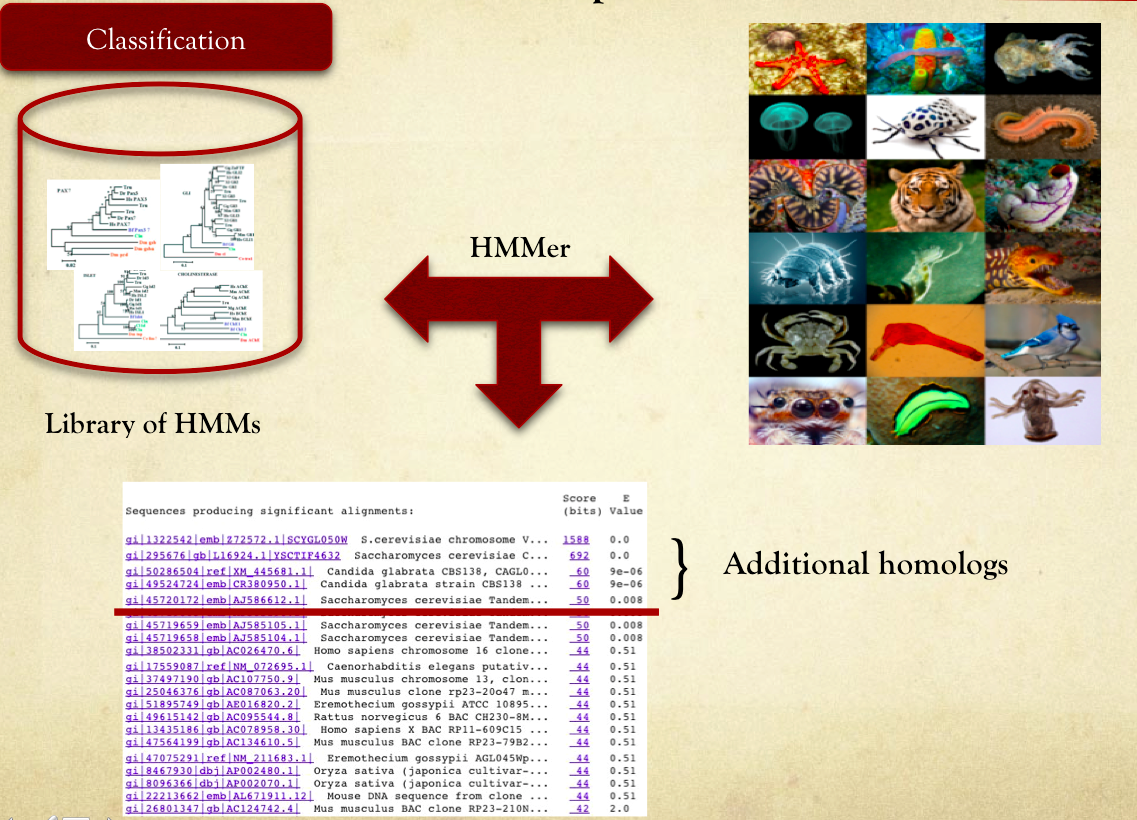 Classification
PAX7
GLI
ISLET
CHOLINESTERASE
HMMer
Library of HMMs
Score E
Sequences producing significant alignments: (bits) Value
gi|1322542|emb|Z72572.1|SCYGL050W S.cerevisiae chromosome V... 1588 0.0
gi|295676|gb|L16924.1|YSCTIF4632 Saccharomyces cerevisiae C... 692 0.0
gi|50286504|ref|XM_445681.1| Candida glabrata CBS138, CAGL0... 60 9e-06
gi|49524724|emb|CR380950.1| Candida glabrata strain CBS138 ... 60 9e-06
gi|45720172|emb|AJ586612.1| Saccharomyces cerevisiae Tandem... 50 0.008
gi|45719659|emb|AJ585105.1| Saccharomyces cerevisiae Tandem... 50 0.008
gi|45719658|emb|AJ585104.1| Saccharomyces cerevisiae Tandem... 50 0.008
gi|38502331|gb|AC026470.6| Homo sapiens chromosome 16 clone... 44 0.51
gi|17559087|ref|NM_072695.1| Caenorhabditis elegans putativ... 44 0.51
gi|37497190|gb|AC107750.9| Mus musculus chromosome 13, clon... 44 0.51
gi|25046376|gb|AC087063.20| Mus musculus clone rp23-20o47 m... 44 0.51
gi|51895749|gb|AE016820.2| Eremothecium gossypii ATCC 10895... 44 0.51
gi|49615142|gb|AC095544.8| Rattus norvegicus 6 BAC CH230-8M... 44 0.51
gi|13435186|gb|AC078958.30| Homo sapiens X BAC RP11-609C15 ... 44 0.51
gi|47564199|gb|AC134610.5| Mus musculus BAC clone RP23-79B2... 44 0.51
gi|47075291|ref|NM_211683.1| Eremothecium gossypii AGL045Wp... 44 0.51
gi|8467930|dbj|AP002480.1| Oryza sativa (japonica cultivar-... 44 0.51
gi|8096366|dbj|AP002070.1| Oryza sativa (japonica cultivar-... 44 0.51
gi|22213662|emb|AL671911.12| Mouse DNA sequence from clone ... 44 0.51
gi|26801347|gb|AC124742.4| Mus musculus BAC clone RP23-210N... 42 2.0
} Additional homologs